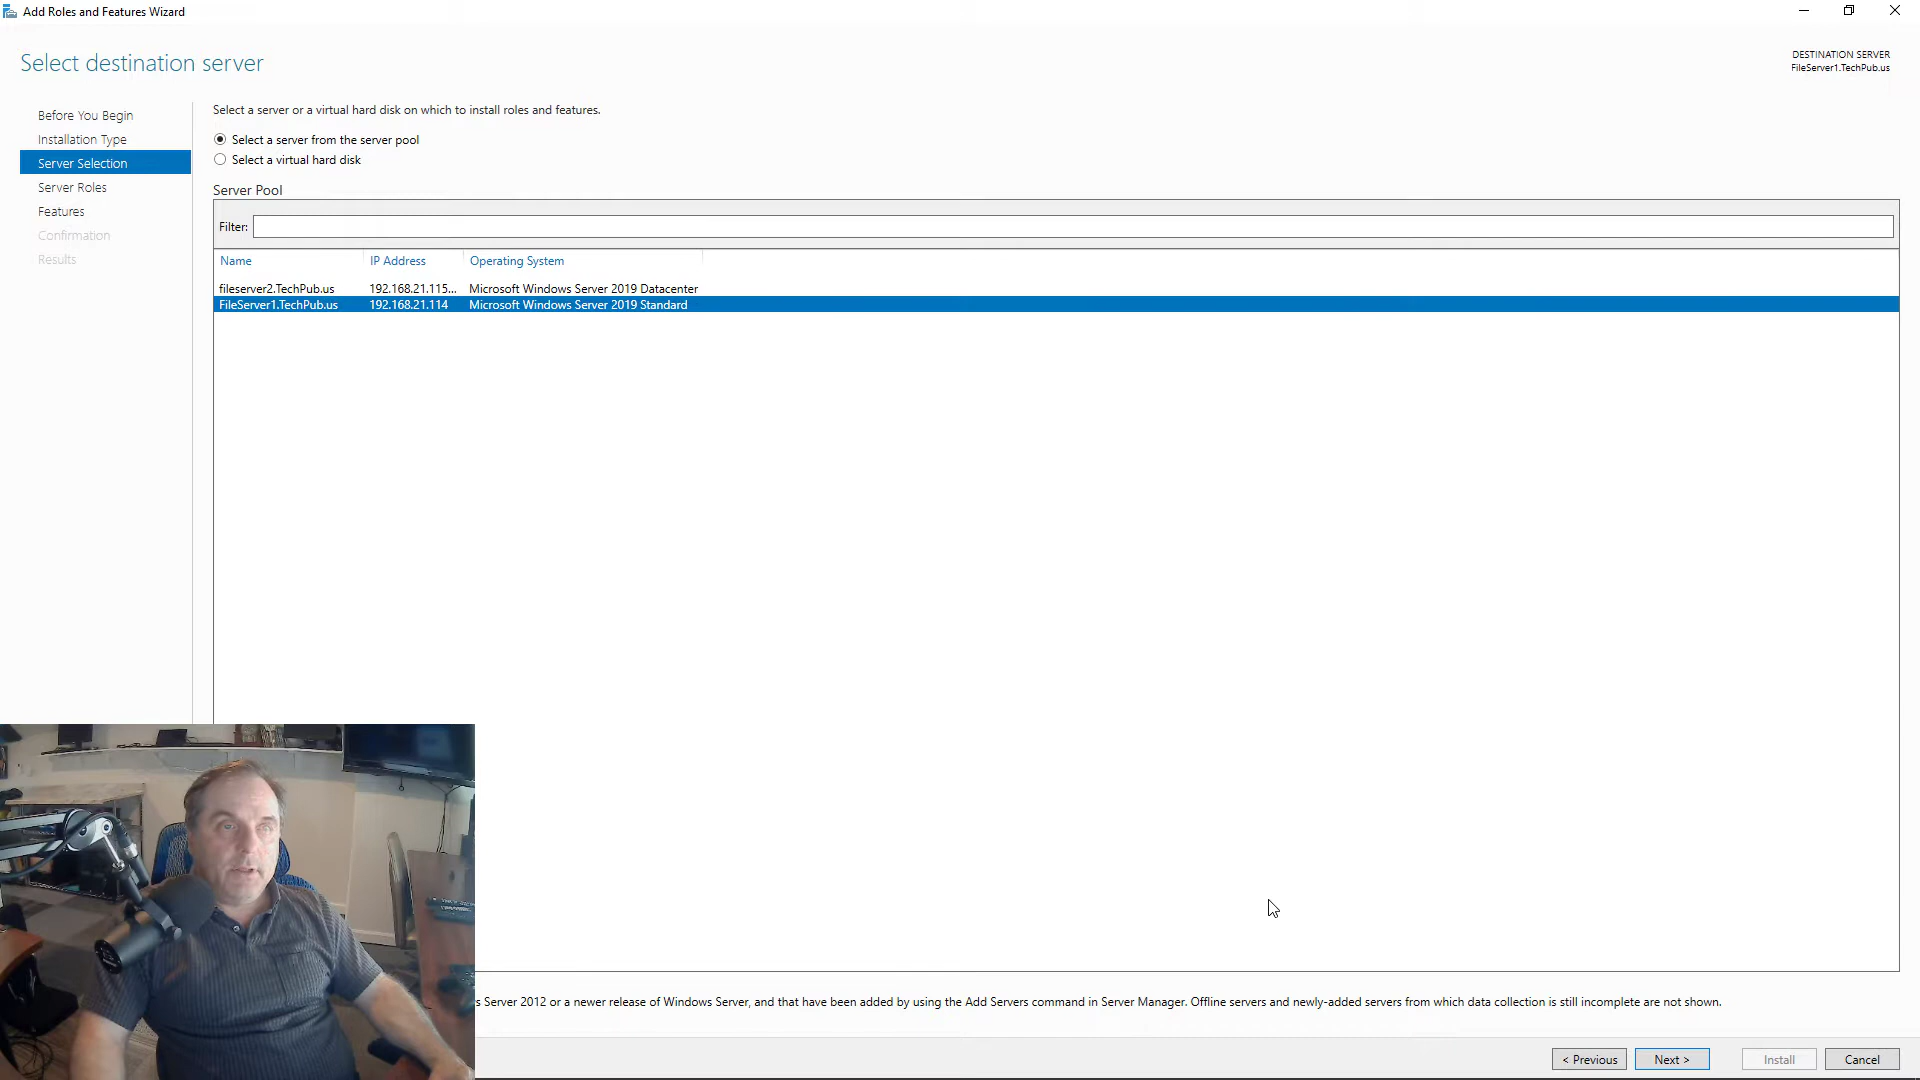 Add Roles and Features Wizard
Select destination server
DESTINATION SERVER
FileServer1.TechPub.us
Before You Begin
Installation Type
Server Selection
Server Roles
Features
Confirmation
Results
Select a server or a virtual hard disk on which to install roles and features.
Select a server from the server pool
Select a virtual hard disk
Server Pool
Filter:
Name IP Address Operating System
fileserver2.TechPub.us 192.168.21.115... Microsoft Windows Server 2019 Datacenter
FileServer1.TechPub.us 192.168.21.114 Microsoft Windows Server 2019 Standard
s Server 2012 or a newer release of Windows Server, and that have been added by using the Add Servers command in Server Manager. Offline servers and newly-added servers from which data collection is still incomplete are not shown.
< Previous Next > Install Cancel